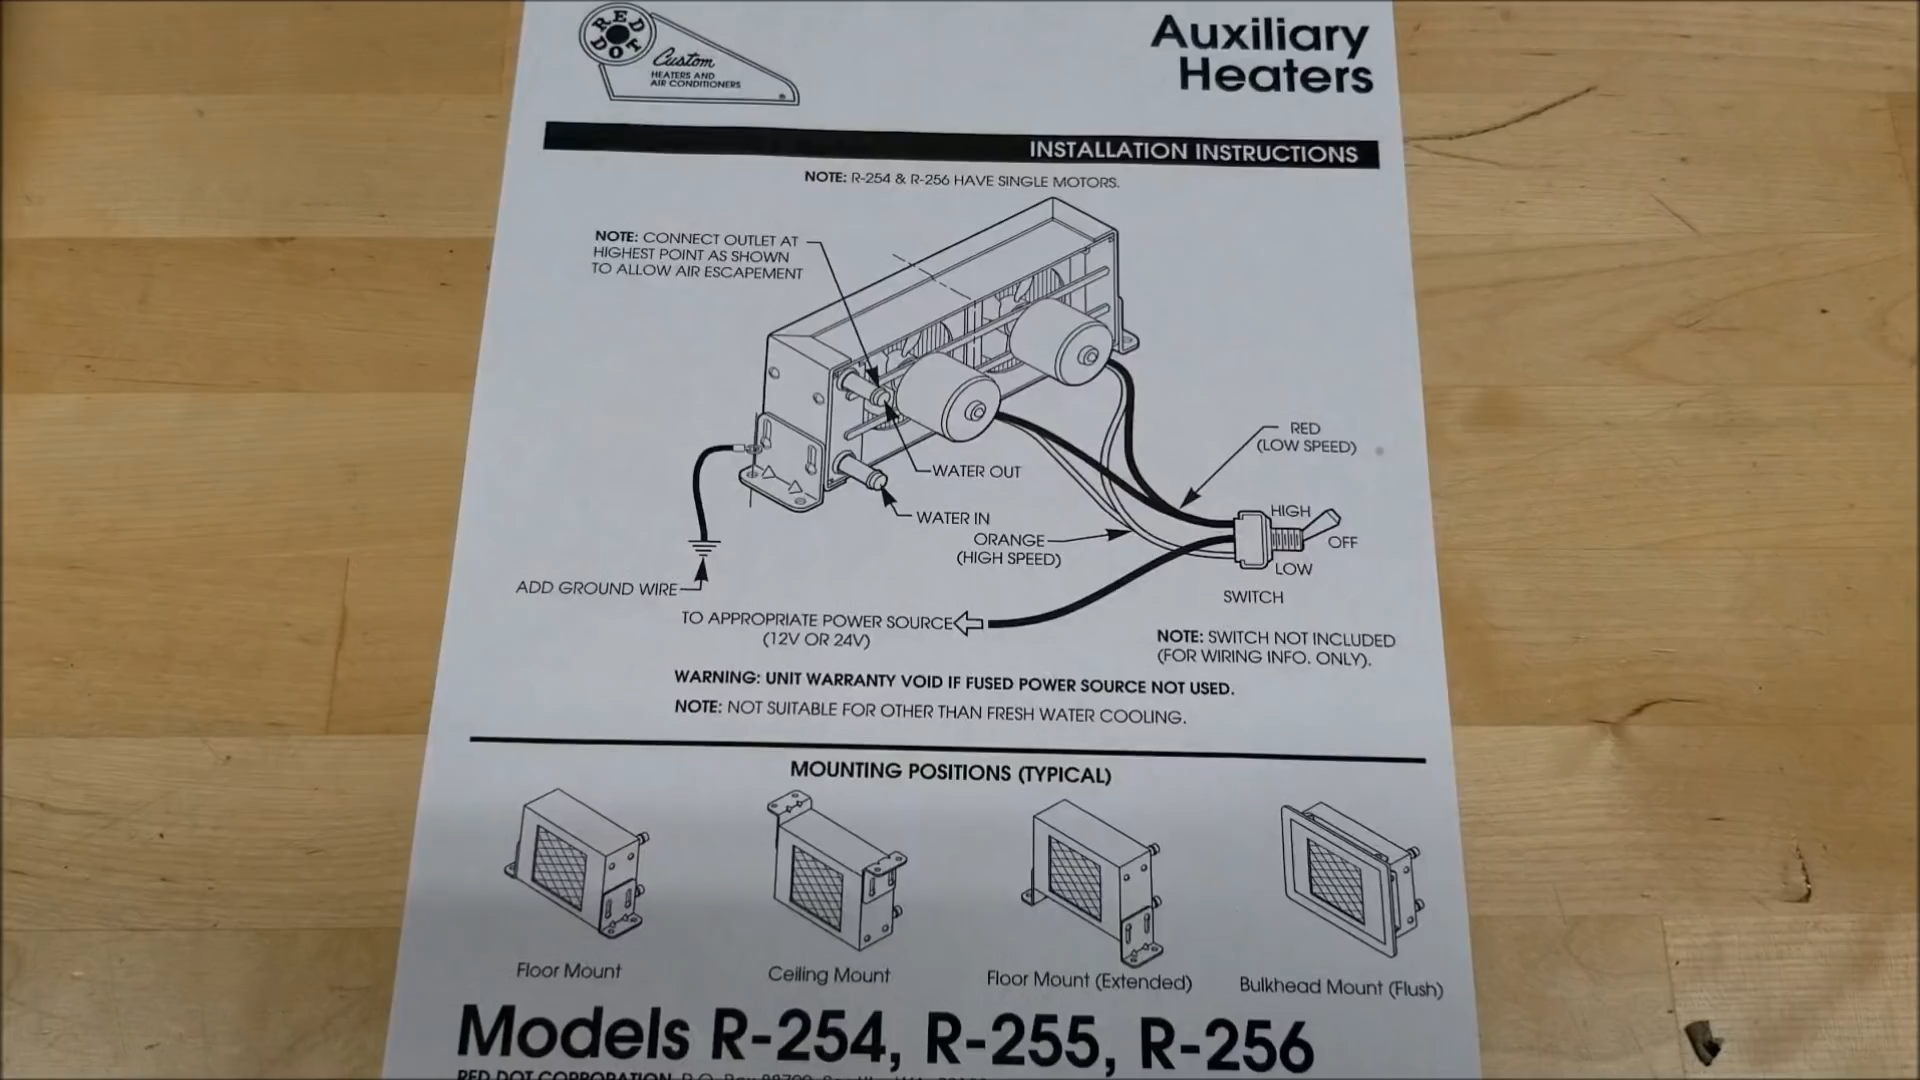 RED DOT
Custom
HEATERS AND
AIR CONDITIONERS
Auxiliary
Heaters
INSTALLATION INSTRUCTIONS
NOTE: R-254 & R-256 HAVE SINGLE MOTORS.
NOTE: CONNECT OUTLET AT
HIGHEST POINT AS SHOWN
TO ALLOW AIR ESCAPEMENT
RED
(LOW SPEED)
WATER OUT
WATER IN
ORANGE
(HIGH SPEED)
HIGH
OFF
LOW
SWITCH
ADD GROUND WIRE
TO APPROPRIATE POWER SOURCE
(12V OR 24V)
NOTE: SWITCH NOT INCLUDED
(FOR WIRING INFO. ONLY).
WARNING: UNIT WARRANTY VOID IF FUSED POWER SOURCE NOT USED.
NOTE: NOT SUITABLE FOR OTHER THAN FRESH WATER COOLING.
MOUNTING POSITIONS (TYPICAL)
Floor Mount
Ceiling Mount
Floor Mount (Extended)
Bulkhead Mount (Flush)
Models R-254, R-255, R-256
RED DOT CORPORATION